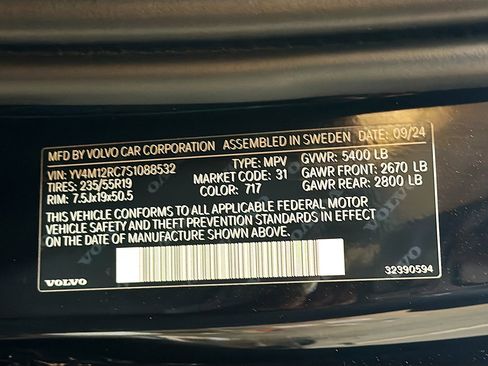 MFD BY VOLVO CAR CORPORATION ASSEMBLED IN SWEDEN DATE: 09/24
VIN: YV4M12RC7S1088532 TYPE: MPV GVWR: 5400 LB
TIRES: 235/55R19 MARKET CODE: 31 GAWR FRONT: 2670 LB
RIM: 7.5Jx19x50.5 COLOR: 717 GAWR REAR: 2800 LB
THIS VEHICLE CONFORMS TO ALL APPLICABLE FEDERAL MOTOR
VEHICLE SAFETY AND THEFT PREVENTION STANDARDS IN EFFECT
ON THE DATE OF MANUFACTURE SHOWN ABOVE.
VOLVO 32390594